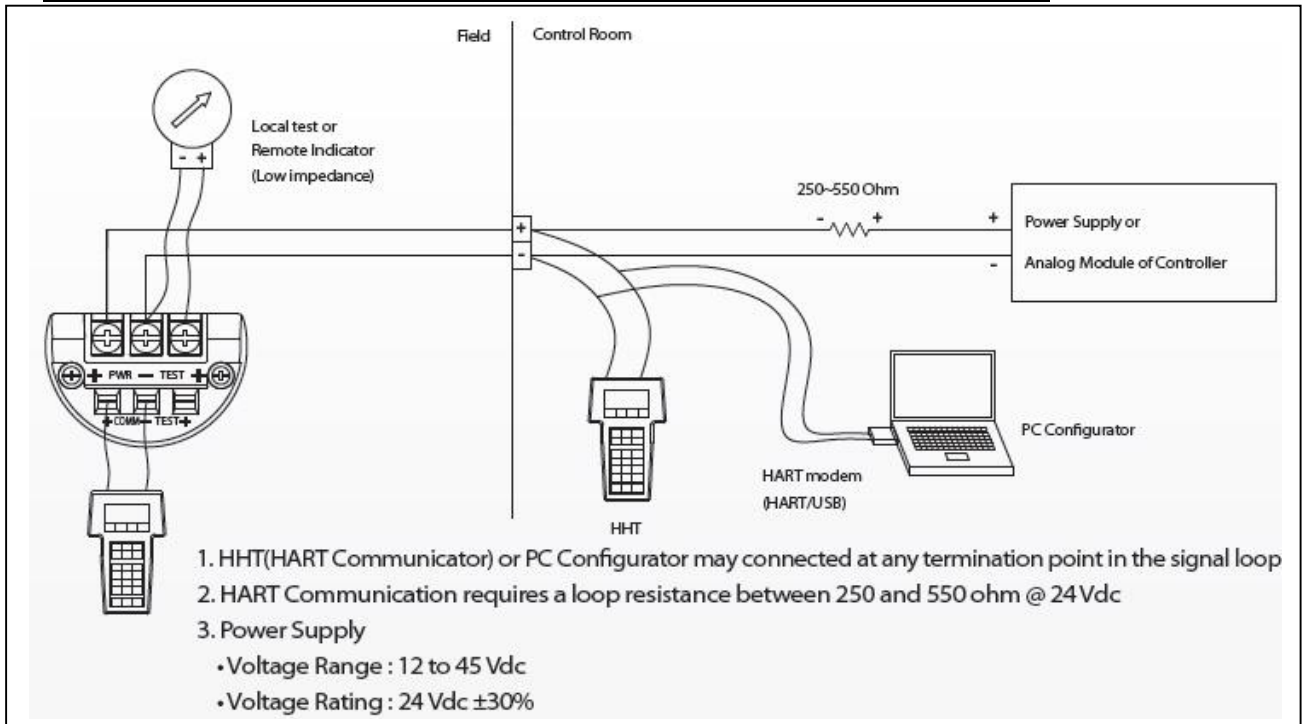 Field
Control Room
Local test or
Remote Indicator
(Low impedance)
- +
250~550 Ohm
- +
+
-
+ Power Supply or
- Analog Module of Controller
+ PWR — TEST +
+COMM— TEST+
PC Configurator
HART modem
(HART/USB)
HHT
1. HHT(HART Communicator) or PC Configurator may connected at any termination point in the signal loop
2. HART Communication requires a loop resistance between 250 and 550 ohm @ 24 Vdc
3. Power Supply
• Voltage Range : 12 to 45 Vdc
• Voltage Rating : 24 Vdc ±30%